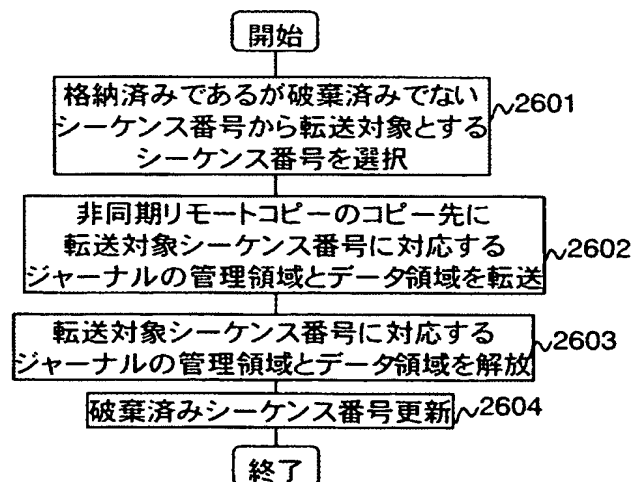 開始
格納済みであるが破棄済みでない
シーケンス番号から転送対象とする
シーケンス番号を選択
2601
非同期リモートコピーのコピー先に
転送対象シーケンス番号に対応する
ジャーナルの管理領域とデータ領域を転送
2602
転送対象シーケンス番号に対応する
ジャーナルの管理領域とデータ領域を解放
2603
破棄済みシーケンス番号更新
2604
終了